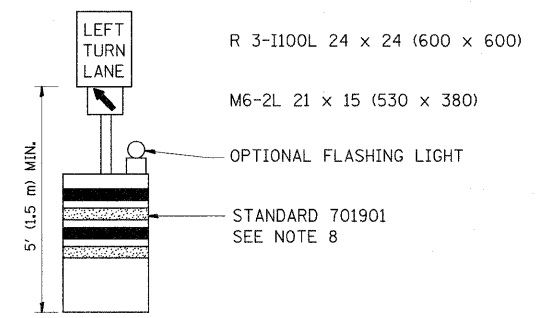 LEFT
TURN
LANE
R 3-I100L 24 x 24 (600 x 600)
M6-2L 21 x 15 (530 x 380)
OPTIONAL FLASHING LIGHT
STANDARD 701901
SEE NOTE 8
5' (1.5 m) MIN.